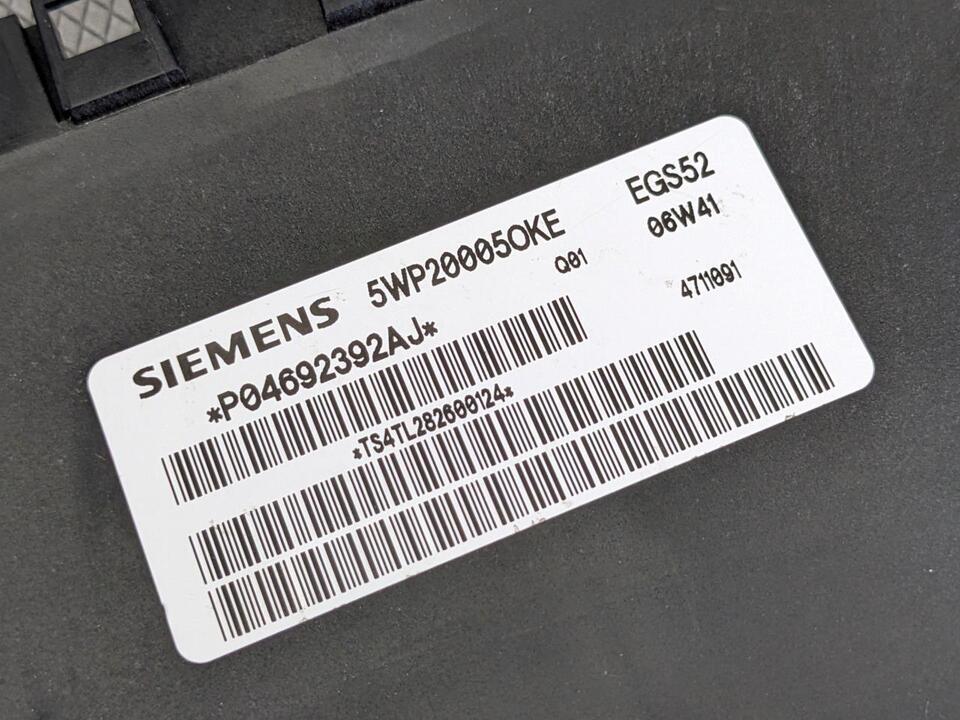 SIEMENS 5WP20005OKE EGS52
Q01 06W41
*P04692392AJ* 4711091
*TS4TL282600124*